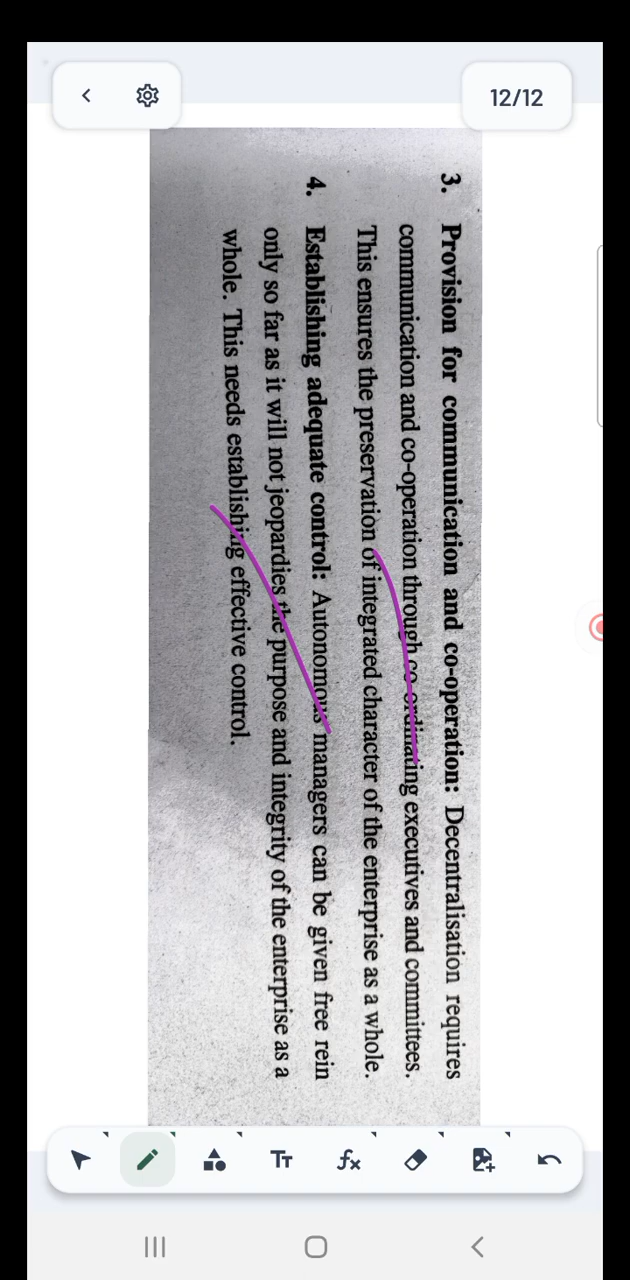 12/12
3. Provision for communication and co-operation: Decentralisation requires
communication and co-operation through co-ordinating executives and committees.
This ensures the preservation of integrated character of the enterprise as a whole.
4. Establishing adequate control: Autonomous managers can be given free rein
only so far as it will not jeopardies the purpose and integrity of the enterprise as a
whole. This needs establishing effective control.
Tт
fx